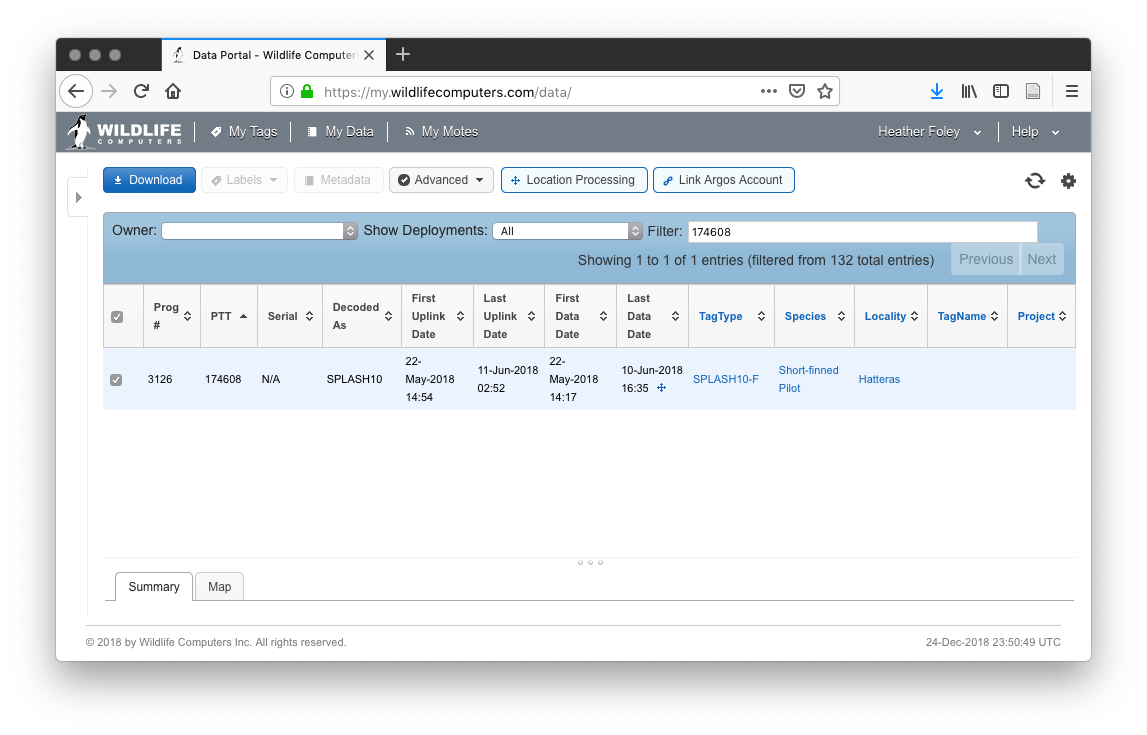 Data Portal - Wildlife Computer
https://my.wildlifecomputers.com/data/
WILDLIFE
COMPUTERS
My Tags
My Data
My Motes
Heather Foley
Help
Download
Labels
Metadata
Advanced
Location Processing
Link Argos Account
Owner:
Show Deployments: All
Filter: 174608
Showing 1 to 1 of 1 entries (filtered from 132 total entries)
Previous
Next
Prog
#
PTT
Serial
Decoded
As
First
Uplink
Date
Last
Uplink
Date
First
Data
Date
Last
Data
Date
TagType
Species
Locality
TagName
Project
3126
174608
N/A
SPLASH10
22-
May-2018
14:54
11-Jun-2018
02:52
22-
May-2018
14:17
10-Jun-2018
16:35
SPLASH10-F
Short-finned
Pilot
Hatteras
Summary
Map
© 2018 by Wildlife Computers Inc. All rights reserved.
24-Dec-2018 23:50:49 UTC